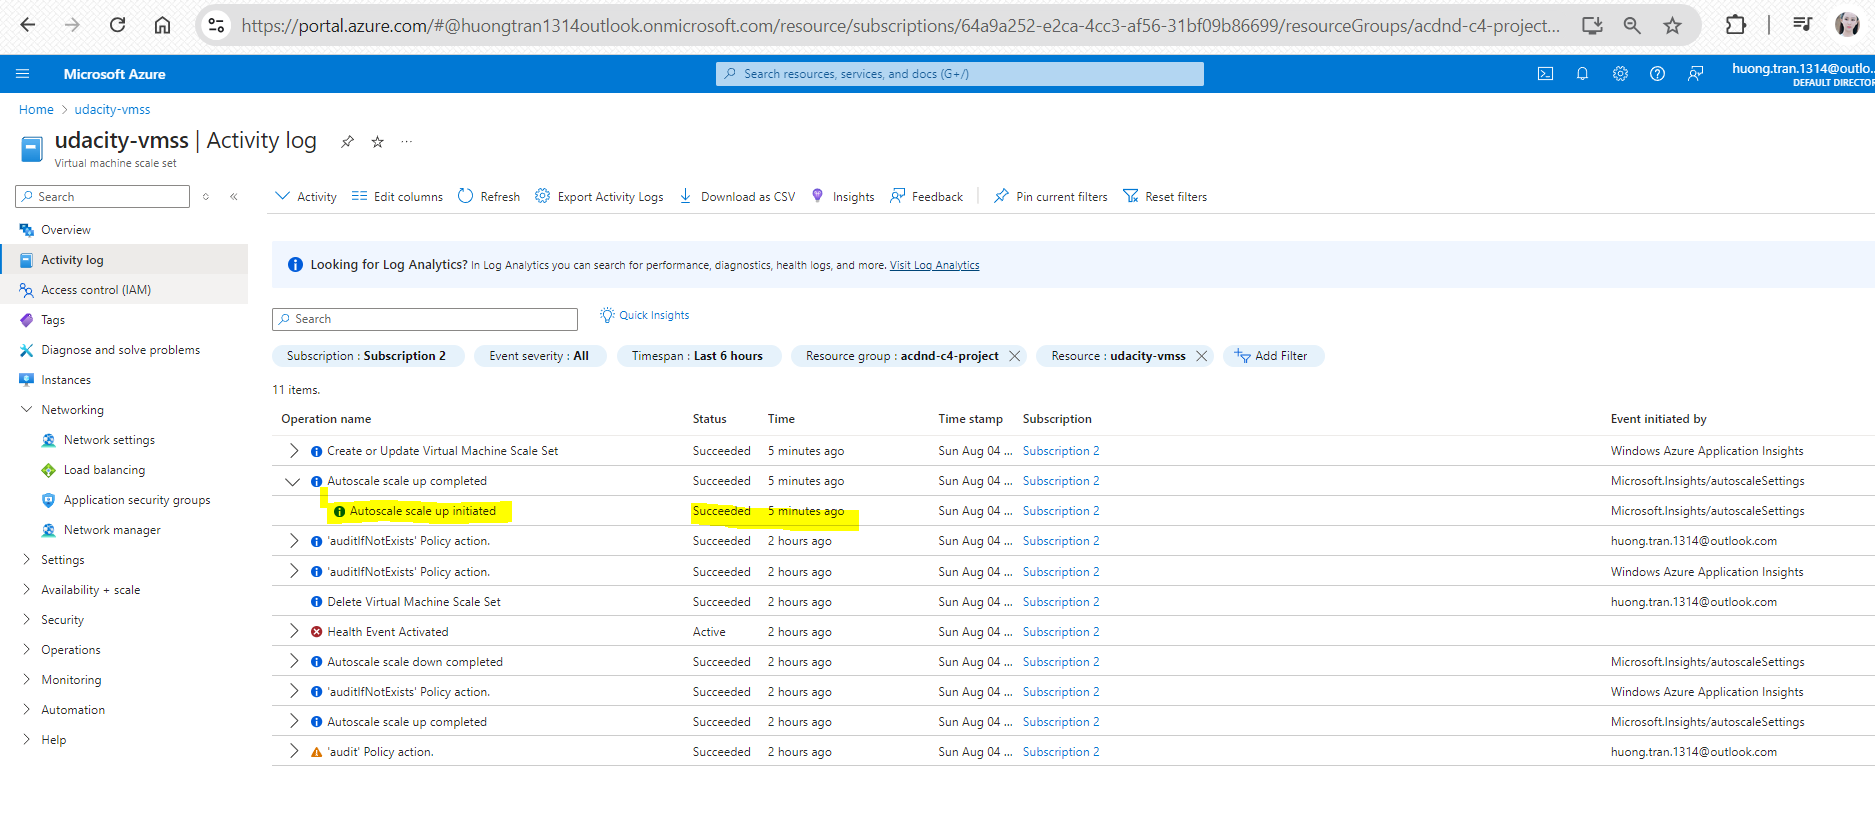 https://portal.azure.com/#@huongtran1314outlook.onmicrosoft.com/resource/subscriptions/64a9a252-e2ca-4cc3-af56-31bf09b86699/resourceGroups/acdnd-c4-project...
Microsoft Azure
Search resources, services, and docs (G+/)
huong.tran.1314@outlo...
DEFAULT DIRECTOR
Home > udacity-vmss
udacity-vmss | Activity log
Virtual machine scale set
Search
Activity Edit columns Refresh Export Activity Logs Download as CSV Insights Feedback Pin current filters Reset filters
Overview
Activity log
Access control (IAM)
Tags
Diagnose and solve problems
Instances
Networking
Network settings
Load balancing
Application security groups
Network manager
Settings
Availability + scale
Security
Operations
Monitoring
Automation
Help
Looking for Log Analytics? In Log Analytics you can search for performance, diagnostics, health logs, and more. Visit Log Analytics
Search
Quick Insights
Subscription : Subscription 2 Event severity : All Timespan : Last 6 hours Resource group : acdnd-c4-project Resource : udacity-vmss Add Filter
11 items.
Operation name Status Time Time stamp Subscription Event initiated by
Create or Update Virtual Machine Scale Set Succeeded 5 minutes ago Sun Aug 04 ... Subscription 2 Windows Azure Application Insights
Autoscale scale up completed Succeeded 5 minutes ago Sun Aug 04 ... Subscription 2 Microsoft.Insights/autoscaleSettings
Autoscale scale up initiated Succeeded 5 minutes ago Sun Aug 04 ... Subscription 2 Microsoft.Insights/autoscaleSettings
'auditIfNotExists' Policy action. Succeeded 2 hours ago Sun Aug 04 ... Subscription 2 huong.tran.1314@outlook.com
'auditIfNotExists' Policy action. Succeeded 2 hours ago Sun Aug 04 ... Subscription 2 Windows Azure Application Insights
Delete Virtual Machine Scale Set Succeeded 2 hours ago Sun Aug 04 ... Subscription 2 huong.tran.1314@outlook.com
Health Event Activated Active 2 hours ago Sun Aug 04 ... Subscription 2
Autoscale scale down completed Succeeded 2 hours ago Sun Aug 04 ... Subscription 2 Microsoft.Insights/autoscaleSettings
'auditIfNotExists' Policy action. Succeeded 2 hours ago Sun Aug 04 ... Subscription 2 Windows Azure Application Insights
Autoscale scale up completed Succeeded 2 hours ago Sun Aug 04 ... Subscription 2 Microsoft.Insights/autoscaleSettings
'audit' Policy action. Succeeded 2 hours ago Sun Aug 04 ... Subscription 2 huong.tran.1314@outlook.com